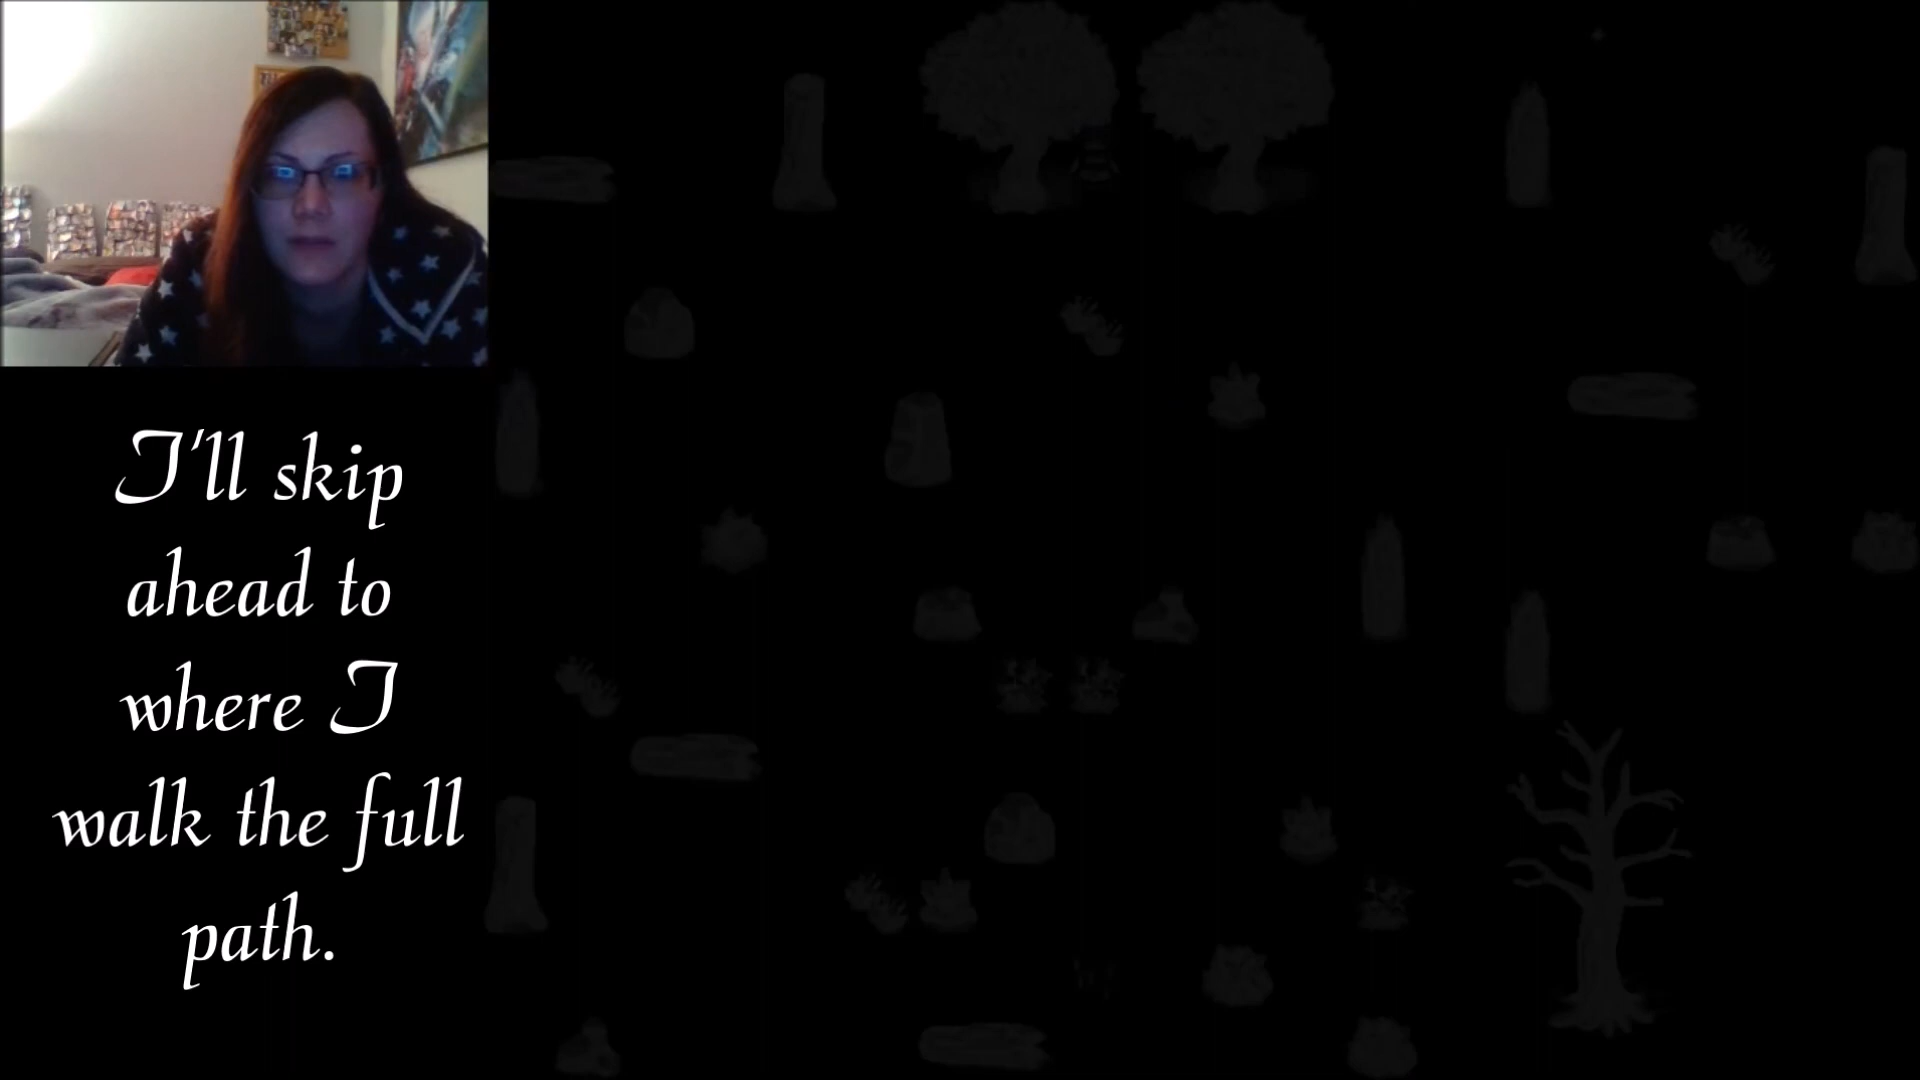 I'll skip
ahead to
where I
walk the full
path.